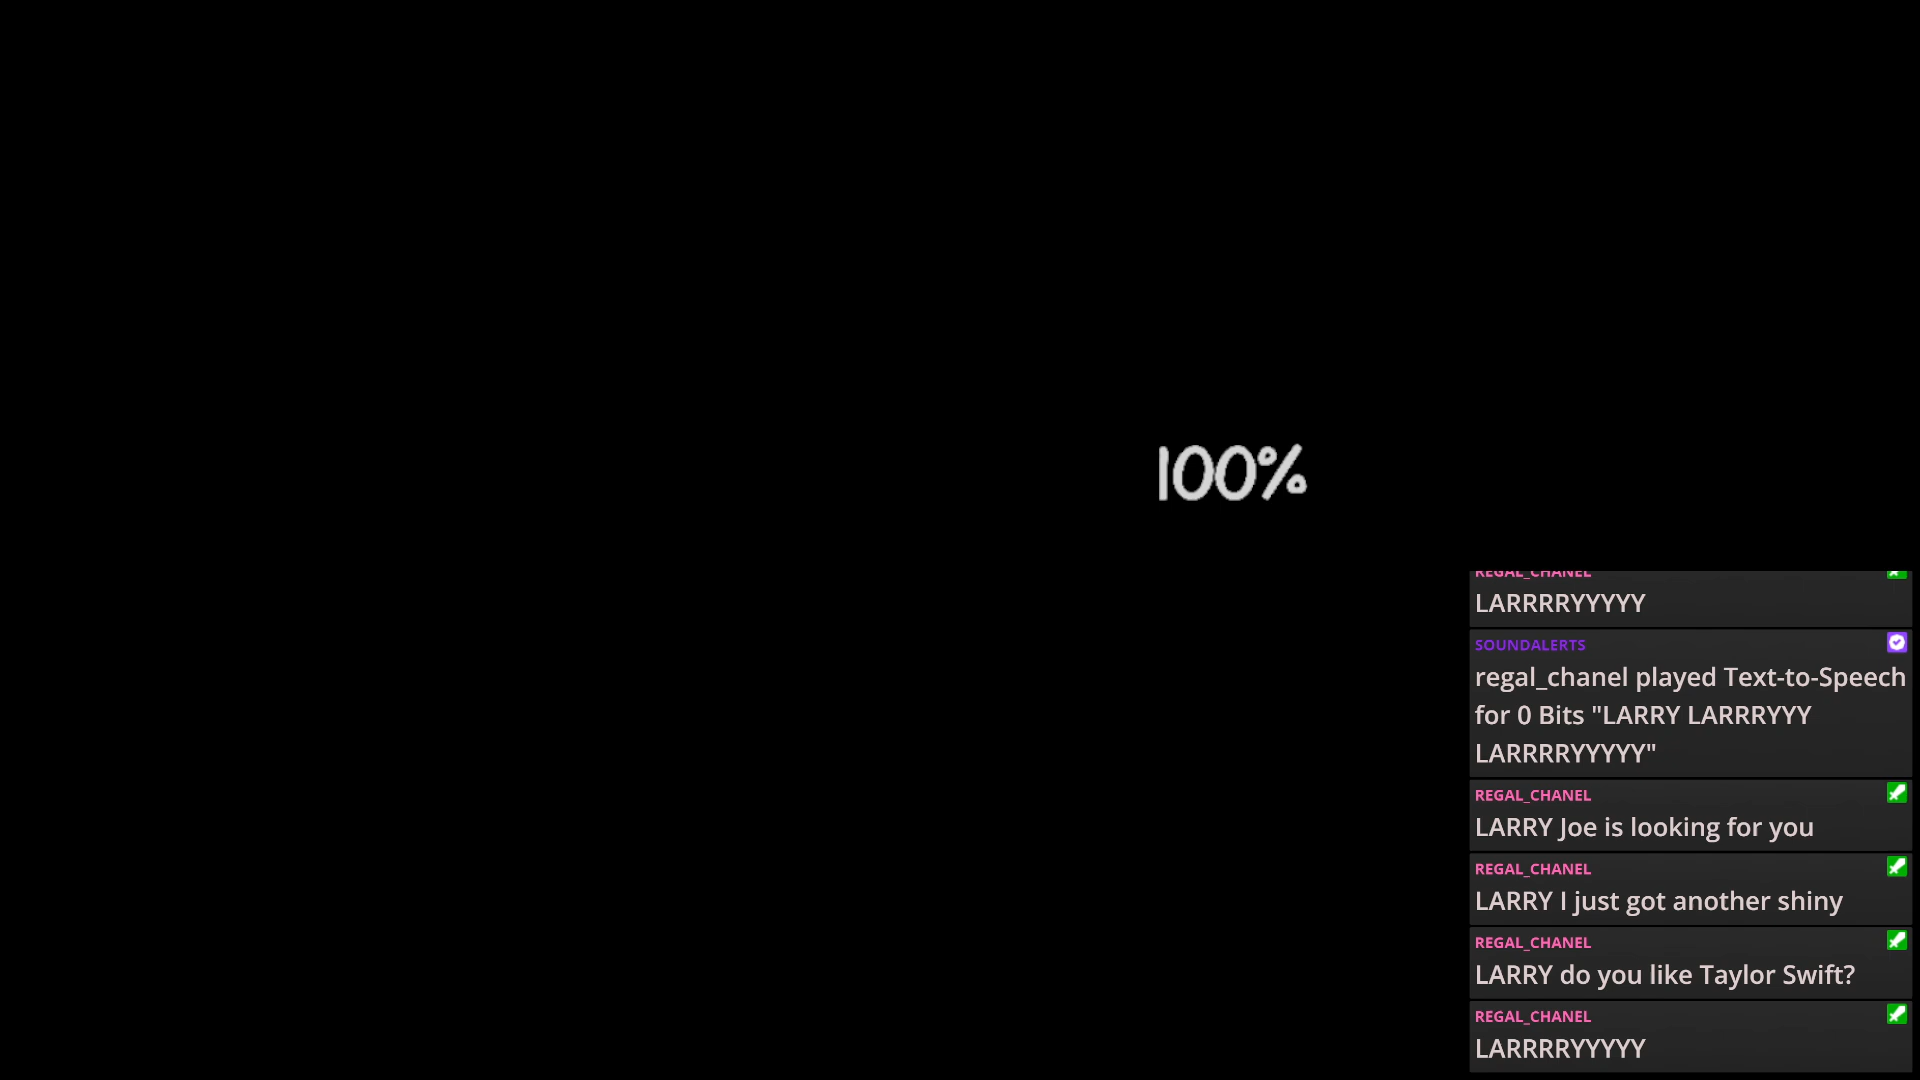 100%
REGAL_CHANEL
LARRRRYYYYY
SOUNDALERTS
regal_chanel played Text-to-Speech
for 0 Bits "LARRY LARRRYYY
LARRRRYYYYY"
REGAL_CHANEL
LARRY Joe is looking for you
REGAL_CHANEL
LARRY I just got another shiny
REGAL_CHANEL
LARRY do you like Taylor Swift?
REGAL_CHANEL
LARRRRYYYYY